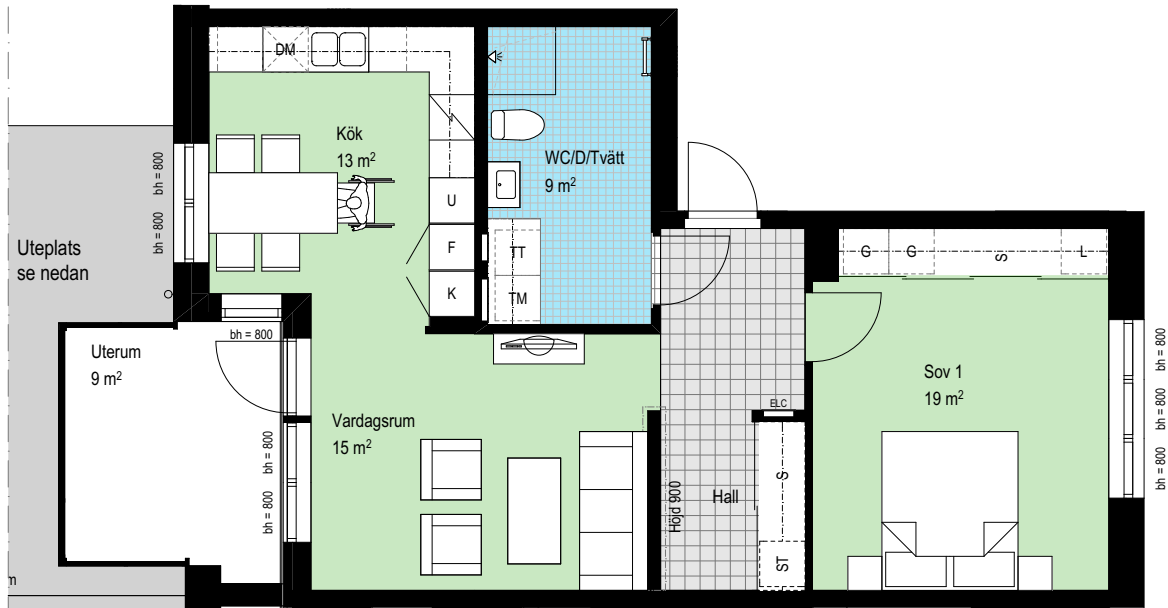 DM
Kök
13 m²
WC/D/Tvätt
9 m²
bh = 800
bh = 800
U
F
K
TT
TM
Uteplats
se nedan
G
G
S
L
bh = 800
Uterum
9 m²
Sov 1
19 m²
bh = 800
bh = 800
bh = 800
Vardagsrum
15 m²
ELC
bh = 800
bh = 800
Höjd 900
Hall
S
ST
m